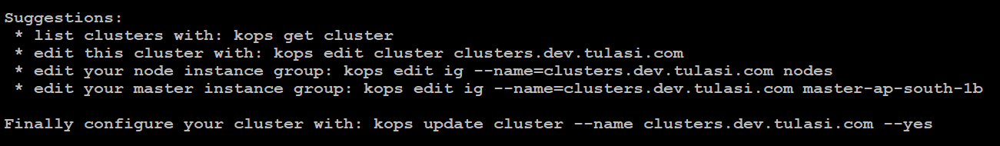 Suggestions:
* list clusters with: kops get cluster
* edit this cluster with: kops edit cluster clusters.dev.tulasi.com
* edit your node instance group: kops edit ig --name=clusters.dev.tulasi.com nodes
* edit your master instance group: kops edit ig --name=clusters.dev.tulasi.com master-ap-south-1b
Finally configure your cluster with: kops update cluster --name clusters.dev.tulasi.com --yes